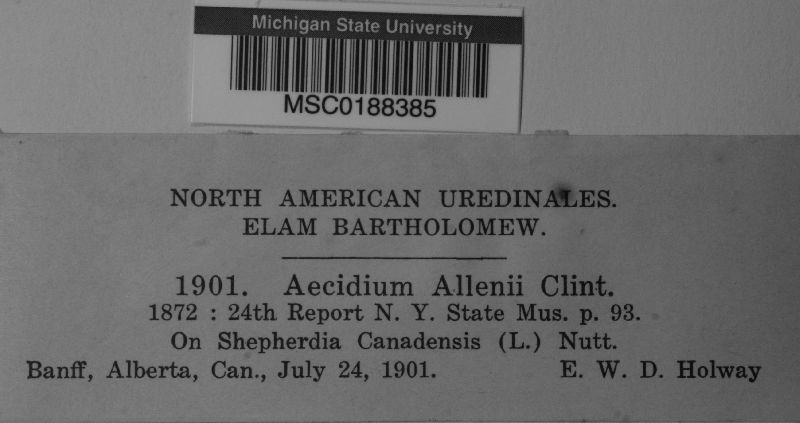 Michigan State University
MSC0188385
NORTH AMERICAN UREDINALES.
ELAM BARTHOLOMEW.
1901. Aecidium Allenii Clint.
1872 : 24th Report N. Y. State Mus. p. 93.
On Shepherdia Canadensis (L.) Nutt.
Banff, Alberta, Can., July 24, 1901. E. W. D. Holway